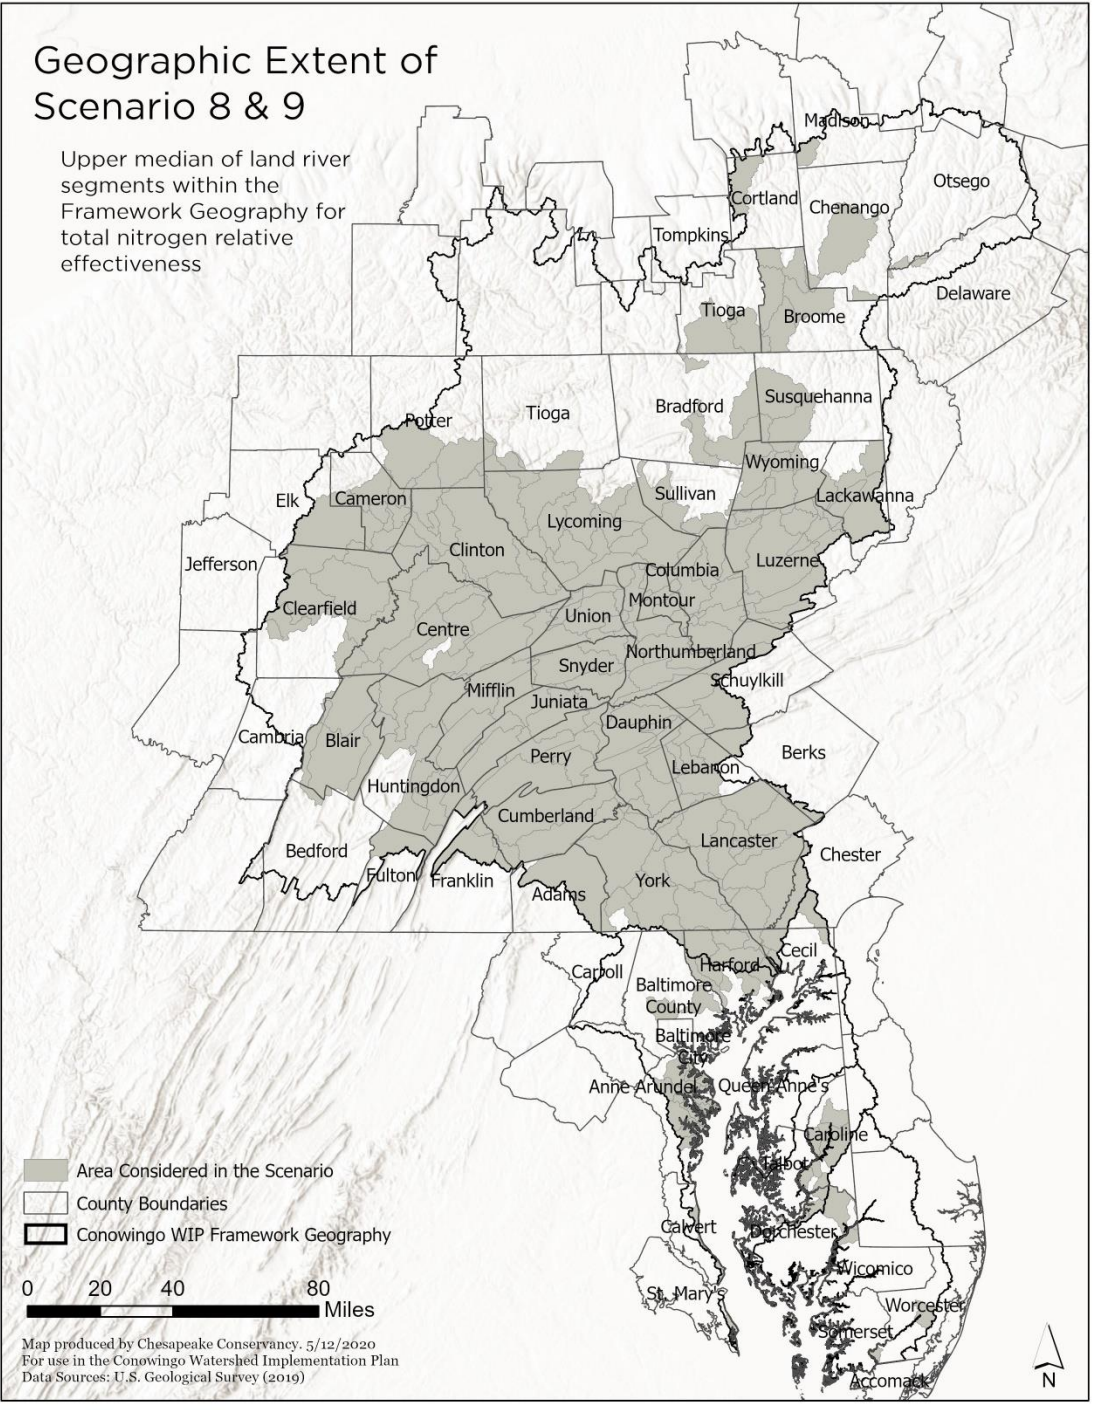 Geographic Extent of
Scenario 8 & 9
Upper median of land river
segments within the
Framework Geography for
total nitrogen relative
effectiveness
Madison
Otsego
Cortland
Chenango
Tompkins
Delaware
Tioga
Broome
Susquehanna
Bradford
Tioga
Potter
Wyoming
Sullivan
Lackawanna
Elk
Cameron
Lycoming
Clinton
Jefferson
Luzerne
Columbia
Montour
Clearfield
Union
Centre
Northumberland
Snyder
Schuylkill
Mifflin
Juniata
Dauphin
Cambria
Blair
Perry
Berks
Lebanon
Huntingdon
Cumberland
Lancaster
Bedford
Chester
Fulton
Franklin
York
Adams
Cecil
Harford
Carroll
Baltimore
County
Baltimore
City
Anne Arundel
Queen Anne's
Caroline
Talbot
Calvert
Dorchester
Wicomico
St. Mary's
Worcester
Somerset
Accomack
Area Considered in the Scenario
County Boundaries
Conowingo WIP Framework Geography
0 20 40 80
Miles
Map produced by Chesapeake Conservancy. 5/12/2020
For use in the Conowingo Watershed Implementation Plan
Data Sources: U.S. Geological Survey (2019)
N